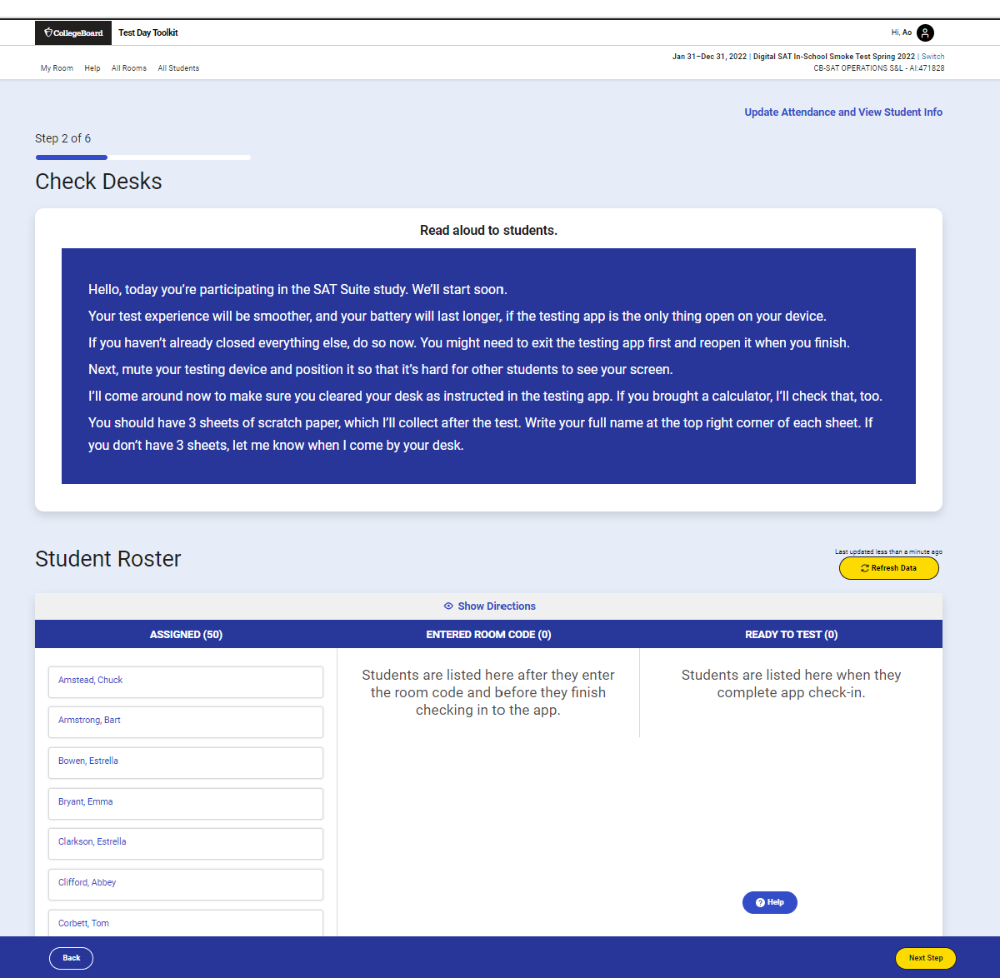 CollegeBoard Test Day Toolkit
Hi, Ao
My Room Help All Rooms All Students
Jan 31–Dec 31, 2022 | Digital SAT In-School Smoke Test Spring 2022 | Switch
CB-SAT OPERATIONS S&L - AI:471828
Update Attendance and View Student Info
Step 2 of 6
Check Desks
Read aloud to students.
Hello, today you’re participating in the SAT Suite study. We’ll start soon.
Your test experience will be smoother, and your battery will last longer, if the testing app is the only thing open on your device.
If you haven’t already closed everything else, do so now. You might need to exit the testing app first and reopen it when you finish.
Next, mute your testing device and position it so that it’s hard for other students to see your screen.
I’ll come around now to make sure you cleared your desk as instructed in the testing app. If you brought a calculator, I’ll check that, too.
You should have 3 sheets of scratch paper, which I’ll collect after the test. Write your full name at the top right corner of each sheet. If
you don’t have 3 sheets, let me know when I come by your desk.
Student Roster
Last updated less than a minute ago
Refresh Data
Show Directions
ASSIGNED (50)
Amstead, Chuck
Armstrong, Bart
Bowen, Estrella
Bryant, Emma
Clarkson, Estrella
Clifford, Abbey
Corbett, Tom
ENTERED ROOM CODE (0)
Students are listed here after they enter
the room code and before they finish
checking in to the app.
READY TO TEST (0)
Students are listed here when they
complete app check-in.
Help
Back
Next Step